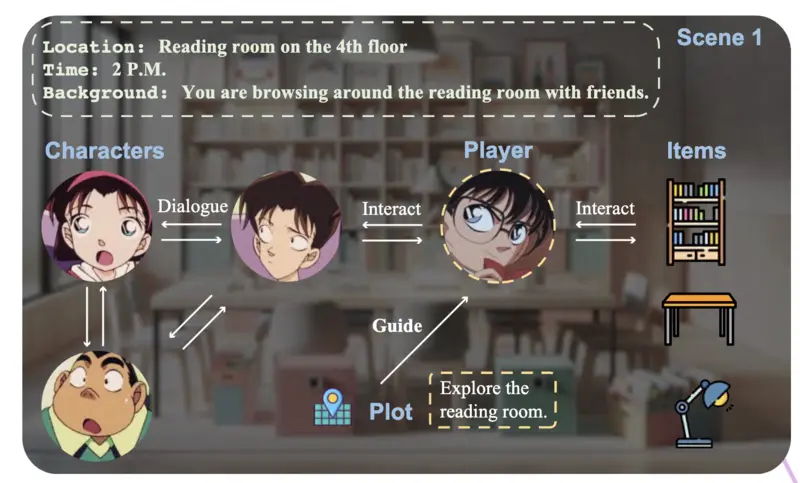 Location: Reading room on the 4th floor
Scene 1
Time: 2 P.M.
Background: You are browsing around the reading room with friends.
Characters
Player
Items
Dialogue
Interact
Interact
Guide
Plot
Explore the
reading room.